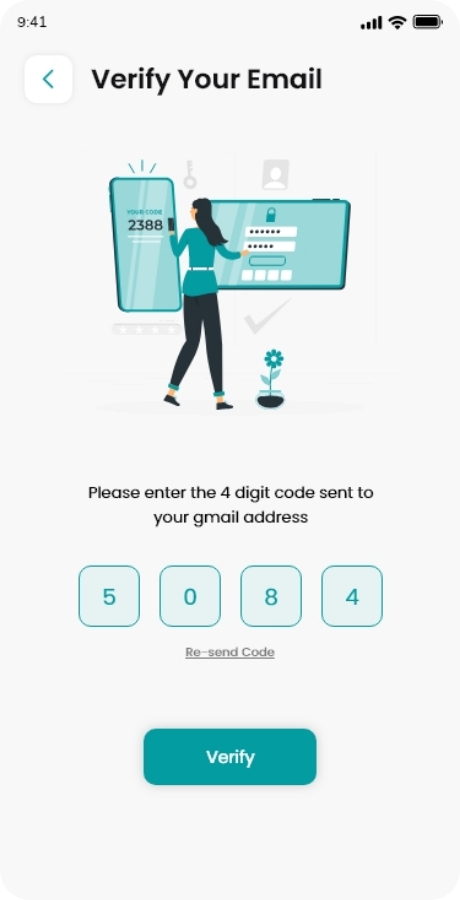 9:41
Verify Your Email
YOUR CODE
2388
Please enter the 4 digit code sent to
your gmail address
5 0 8 4
Re-send Code
Verify